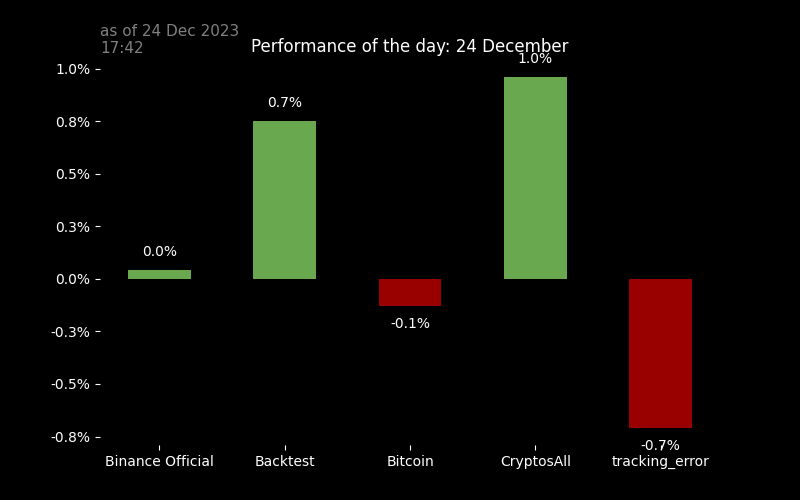 as of 24 Dec 2023
17:42
Performance of the day: 24 December
1.0%
1.0%
0.8%
0.7%
0.5%
0.3%
0.0%
0.0%
-0.1%
-0.3%
-0.5%
-0.8%
-0.7%
Binance Official
Backtest
Bitcoin
CryptosAll
tracking_error